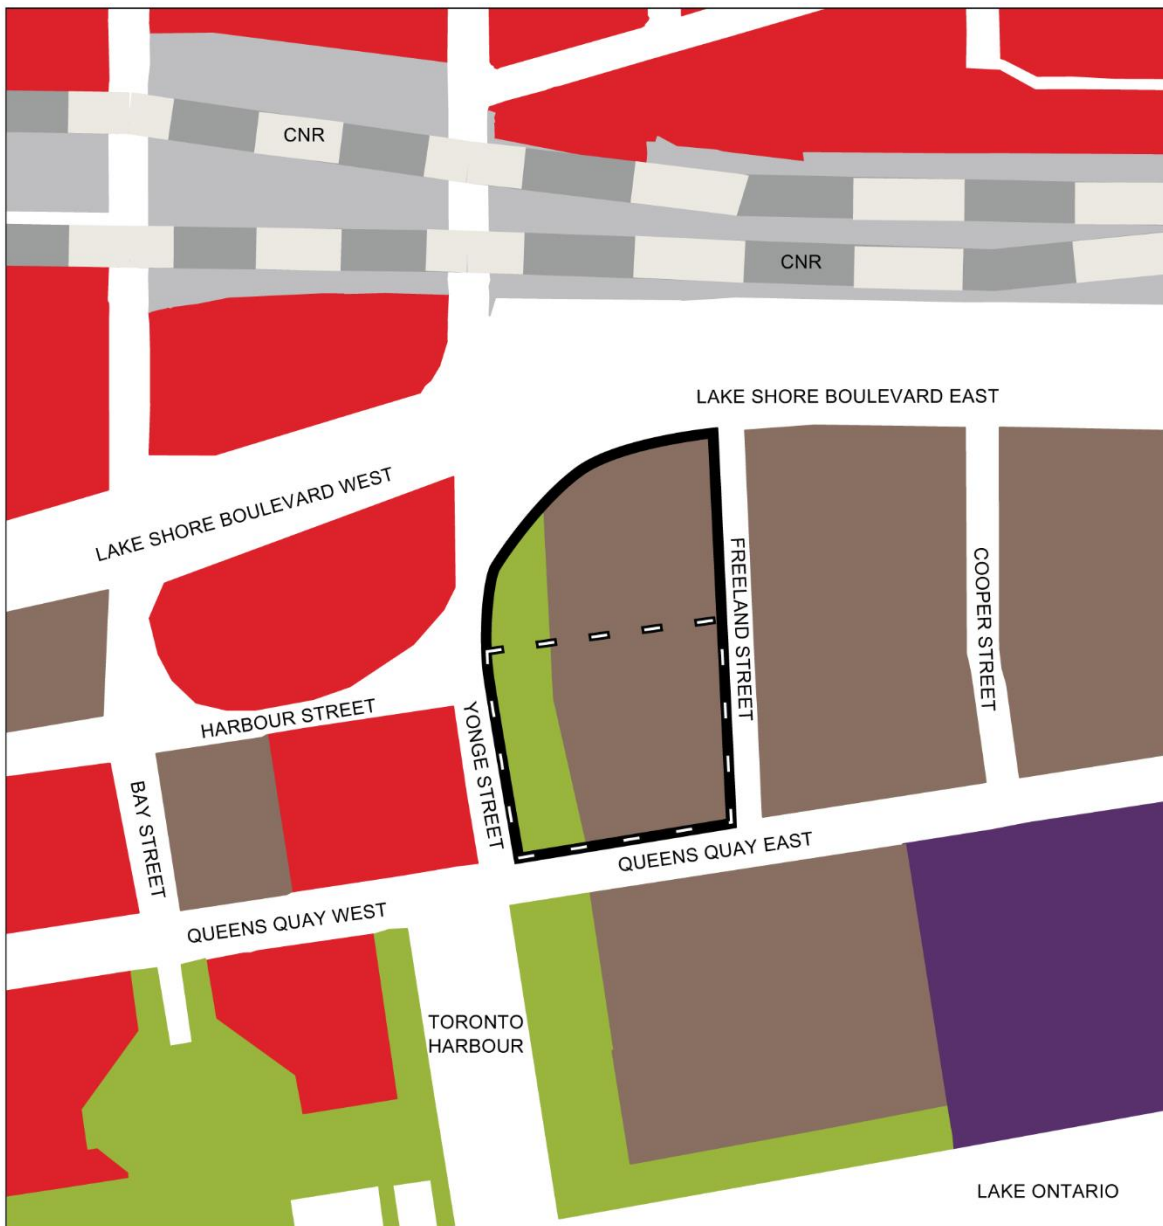 CNR
CNR
LAKE SHORE BOULEVARD EAST
LAKE SHORE BOULEVARD WEST
FREELAND STREET
COOPER STREET
HARBOUR STREET
YONGE STREET
BAY STREET
QUEENS QUAY EAST
QUEENS QUAY WEST
TORONTO
HARBOUR
LAKE ONTARIO